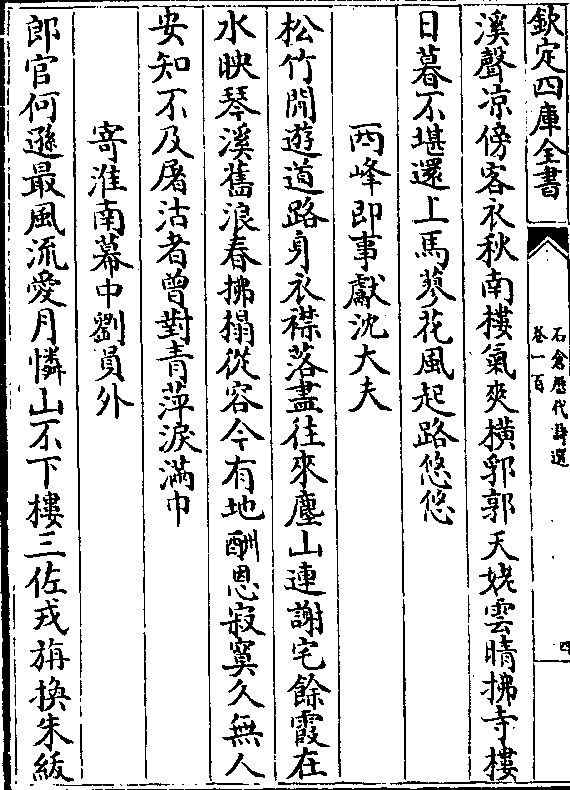 欽定四庫全書
石倉歷代詩選
卷一百
四
溪聲凉傍客衣秋南樓氣爽橫郛郭天姥雲晴拂寺樓
日暮不堪還上馬蓼花風起路悠悠
西峰即事獻沈大夫
松竹閒遊道路身衣襟落盡往來塵山連謝宅餘霞在
水映琴溪舊浪春拂榻從容今有地酬恩寂寞久無人
安知不及屠沽者曾對青萍淚滿巾
寄淮南幕中劉員外
郎官何遜最風流愛月憐山不下樓三佐戎旃換朱紱